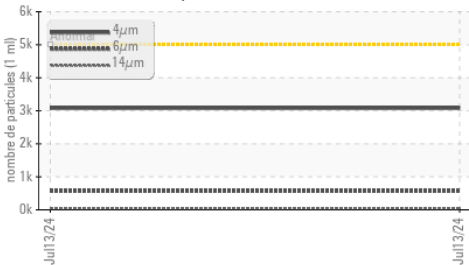 6k
5k
4k
3k
2k
1k
0k
nombre de particules (1 ml)
Anormal
4μm
6μm
14μm
Jul13/24
Jul13/24